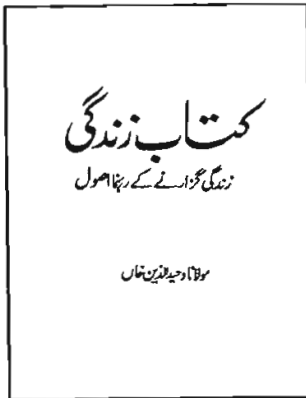 کتاب زندگی
زندگی گزارنے کے رہنما اصول
مولانا وحید الدین خاں